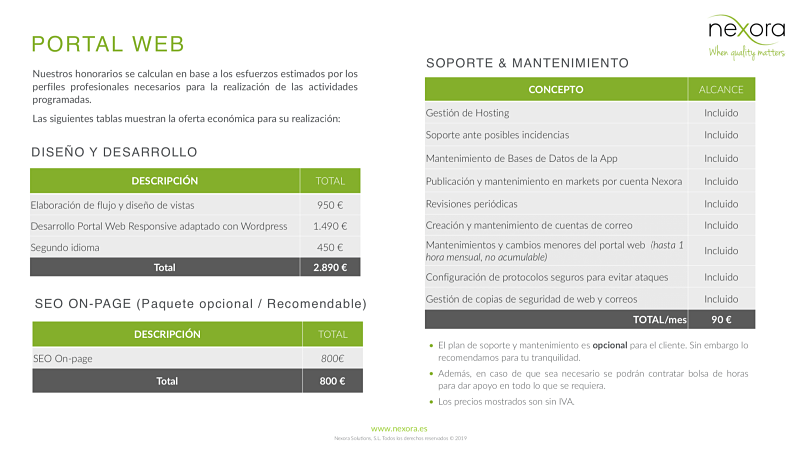 PORTAL WEB
Nuestros honorarios se calculan en base a los esfuerzos estimados por los
perfiles profesionales necesarios para la realización de las actividades
programadas.
Las siguientes tablas muestran la oferta económica para su realización:
DISEÑO Y DESARROLLO
DESCRIPCIÓN TOTAL
Elaboración de flujo y diseño de vistas 950 €
Desarrollo Portal Web Responsive adaptado con Wordpress 1.490 €
Segundo idioma 450 €
Total 2.890 €
SEO ON-PAGE (Paquete opcional / Recomendable)
DESCRIPCIÓN TOTAL
SEO On-page 800€
Total 800 €
nexora
When quality matters
SOPORTE & MANTENIMIENTO
CONCEPTO ALCANCE
Gestión de Hosting Incluido
Soporte ante posibles incidencias Incluido
Mantenimiento de Bases de Datos de la App Incluido
Publicación y mantenimiento en markets por cuenta Nexora Incluido
Revisiones periódicas Incluido
Creación y mantenimiento de cuentas de correo Incluido
Mantenimientos y cambios menores del portal web (hasta 1
hora mensual, no acumulable) Incluido
Configuración de protocolos seguros para evitar ataques Incluido
Gestión de copias de seguridad de web y correos Incluido
TOTAL/mes 90 €
• El plan de soporte y mantenimiento es opcional para el cliente. Sin embargo lo
recomendamos para tu tranquilidad.
• Además, en caso de que sea necesario se podrán contratar bolsa de horas
para dar apoyo en todo lo que se requiera.
• Los precios mostrados son sin IVA.
www.nexora.es
Nexora Solutions, S.L. Todos los derechos reservados © 2019